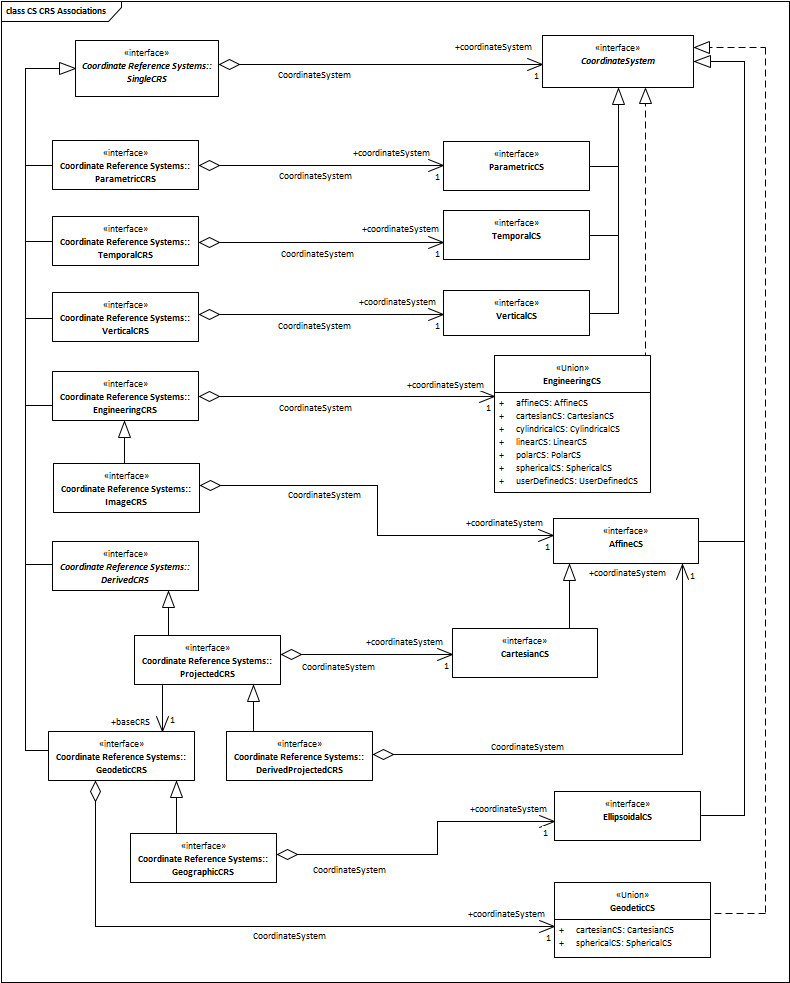 class CS CRS Associations
«interface»
Coordinate Reference Systems::
SingleCRS
+coordinateSystem
CoordinateSystem
1
«interface»
CoordinateSystem
«interface»
Coordinate Reference Systems::
ParametricCRS
+coordinateSystem
CoordinateSystem
1
«interface»
ParametricCS
«interface»
Coordinate Reference Systems::
TemporalCRS
+coordinateSystem
CoordinateSystem
1
«interface»
TemporalCS
«interface»
Coordinate Reference Systems::
VerticalCRS
+coordinateSystem
CoordinateSystem
1
«interface»
VerticalCS
«interface»
Coordinate Reference Systems::
EngineeringCRS
+coordinateSystem
CoordinateSystem
1
«Union»
EngineeringCS
+ affineCS: AffineCS
+ cartesianCS: CartesianCS
+ cylindricalCS: CylindricalCS
+ linearCS: LinearCS
+ polarCS: PolarCS
+ sphericalCS: SphericalCS
+ userDefinedCS: UserDefinedCS
«interface»
Coordinate Reference Systems::
ImageCRS
CoordinateSystem
+coordinateSystem
1
«interface»
AffineCS
+coordinateSystem
1
«interface»
Coordinate Reference Systems::
DerivedCRS
«interface»
Coordinate Reference Systems::
ProjectedCRS
+coordinateSystem
CoordinateSystem
1
«interface»
CartesianCS
+baseCRS
1
«interface»
Coordinate Reference Systems::
GeodeticCRS
«interface»
Coordinate Reference Systems::
DerivedProjectedCRS
CoordinateSystem
«interface»
Coordinate Reference Systems::
GeographicCRS
CoordinateSystem
+coordinateSystem
1
«interface»
EllipsoidalCS
CoordinateSystem
+coordinateSystem
1
«Union»
GeodeticCS
+ cartesianCS: CartesianCS
+ sphericalCS: SphericalCS